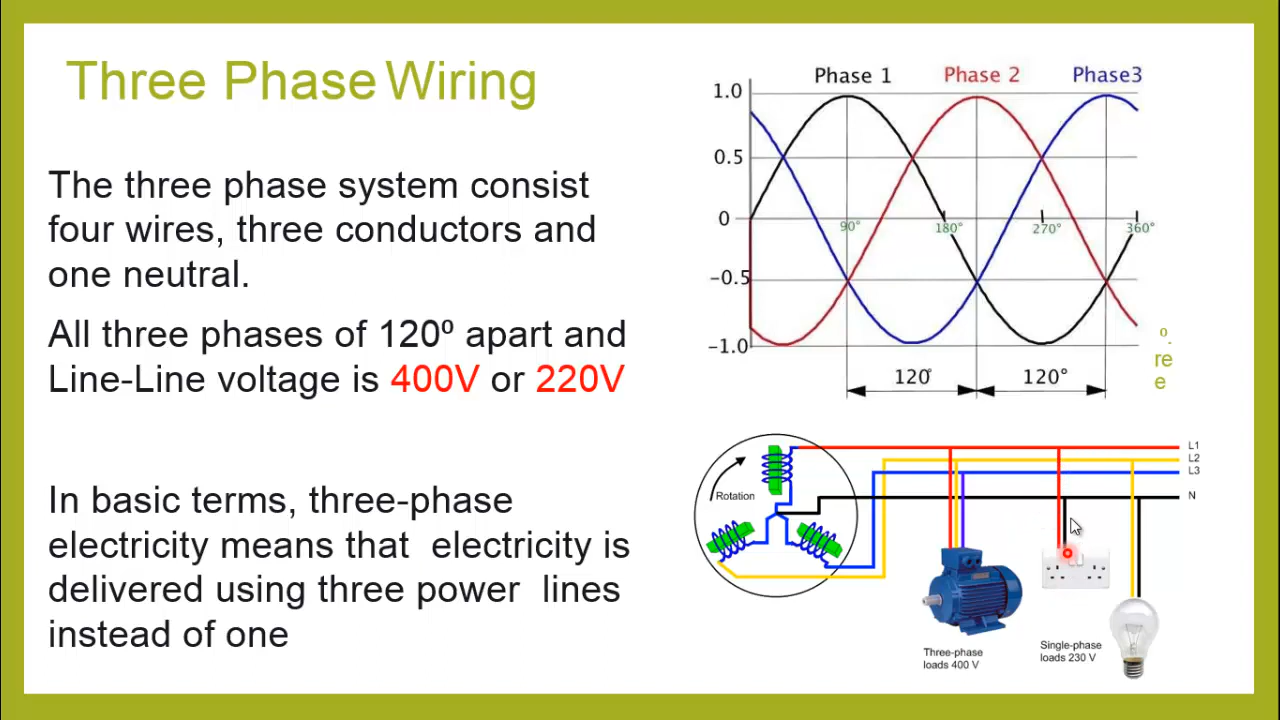 Three Phase Wiring
The three phase system consist
four wires, three conductors and
one neutral.
All three phases of 120º apart and
Line-Line voltage is 400V or 220V
In basic terms, three-phase
electricity means that electricity is
delivered using three power lines
instead of one
Phase 1 Phase 2 Phase3
1.0
0.5
0
90° 180° 270° 360°
-0.5
-1.0
120° 120°
º.
re
e
L1
L2
L3
N
Rotation
Three-phase
loads 400 V
Single-phase
loads 230 V